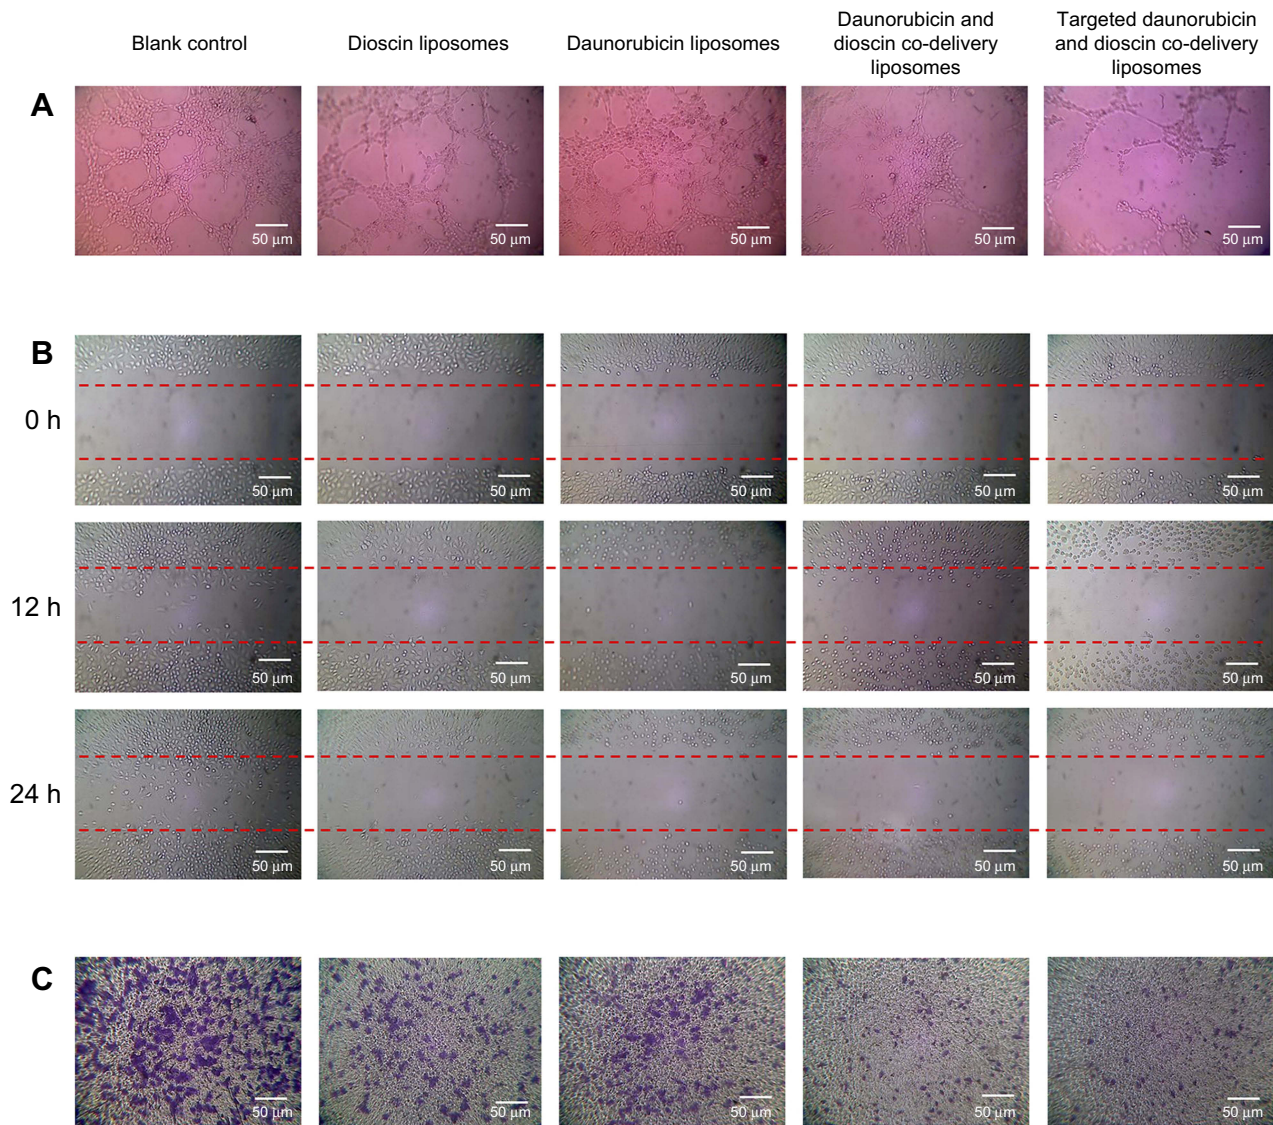 Blank control
Dioscin liposomes
Daunorubicin liposomes
Daunorubicin and
dioscin co-delivery
liposomes
Targeted daunorubicin
and dioscin co-delivery
liposomes
A
50 µm
50 µm
50 µm
50 µm
50 µm
B
0 h
50 µm
50 µm
50 µm
50 µm
50 µm
12 h
50 µm
50 µm
50 µm
50 µm
50 µm
24 h
50 µm
50 µm
50 µm
50 µm
50 µm
C
50 µm
50 µm
50 µm
50 µm
50 µm